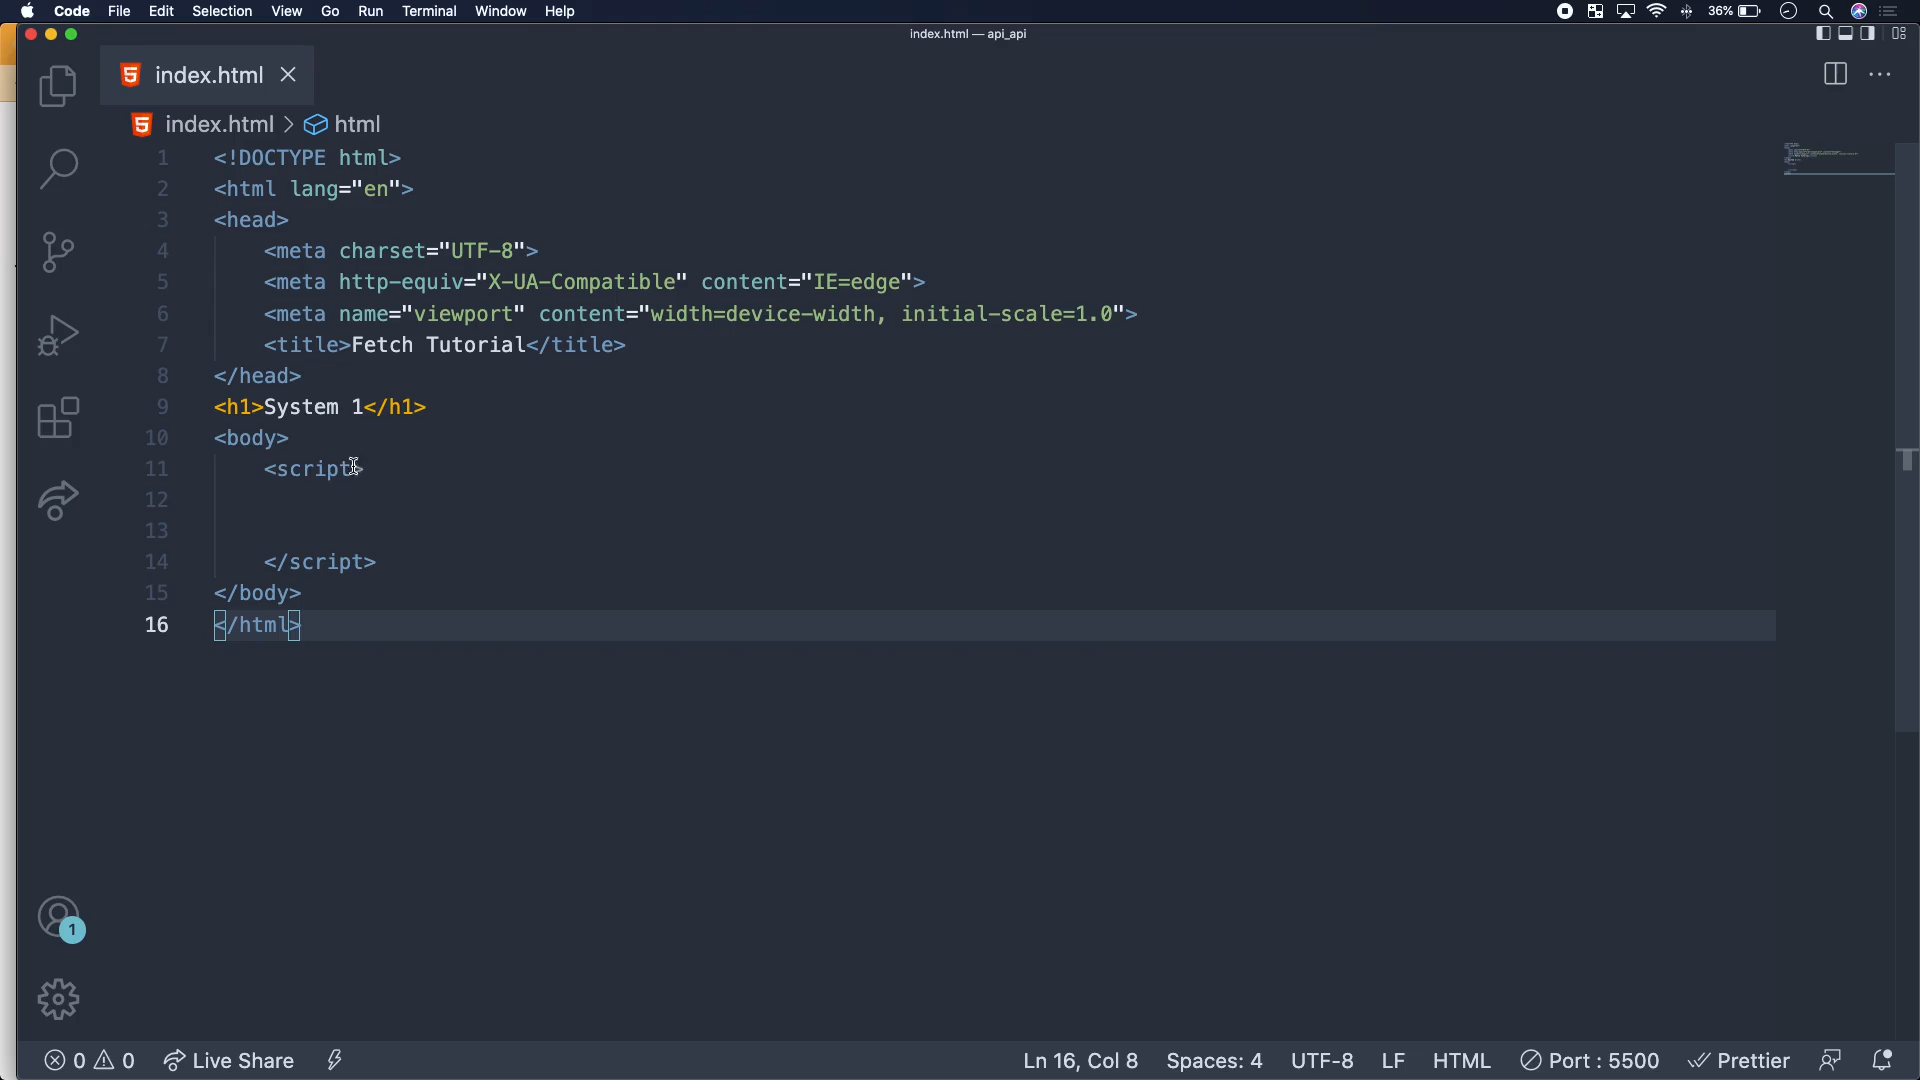 Code File Edit Selection View Go Run Terminal Window Help 36%
index.html — api_api
index.html
index.html > html
1 <!DOCTYPE html>
2 <html lang="en">
3 <head>
4 <meta charset="UTF-8">
5 <meta http-equiv="X-UA-Compatible" content="IE=edge">
6 <meta name="viewport" content="width=device-width, initial-scale=1.0">
7 <title>Fetch Tutorial</title>
8 </head>
9 <h1>System 1</h1>
10 <body>
11 <script>
12
13
14 </script>
15 </body>
16 </html>
1
0 0 Live Share Ln 16, Col 8 Spaces: 4 UTF-8 LF HTML Port : 5500 Prettier